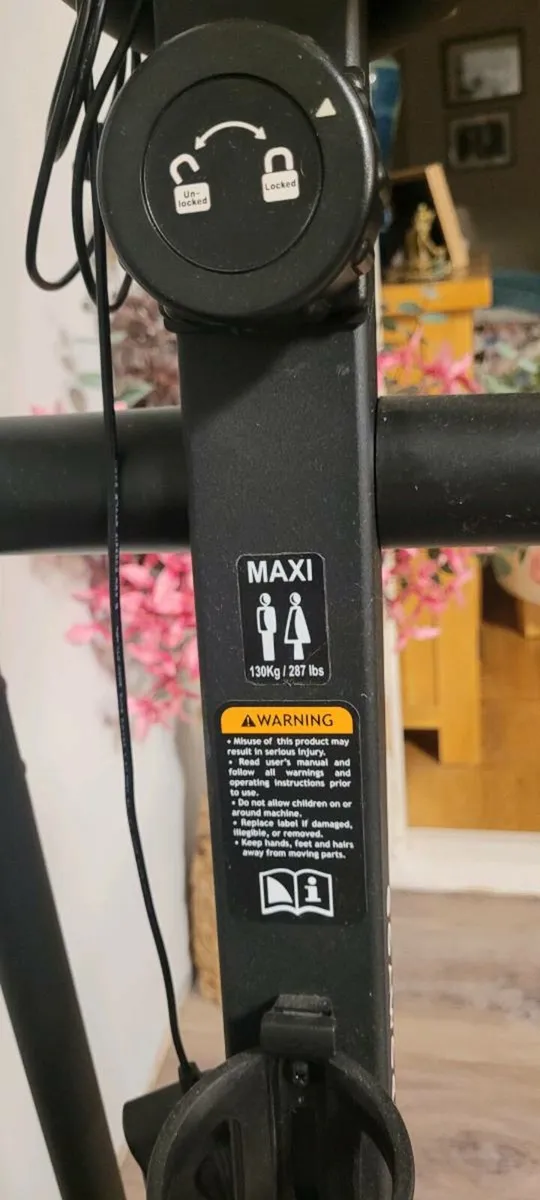 Un-
locked
Locked
MAXI
130Kg / 287 lbs
WARNING
• Misuse of this product may
result in serious injury.
• Read user's manual and
follow all warnings and
operating instructions prior
to use.
• Do not allow children on or
around machine.
• Replace label if damaged,
illegible, or removed.
• Keep hands, feet and hairs
away from moving parts.